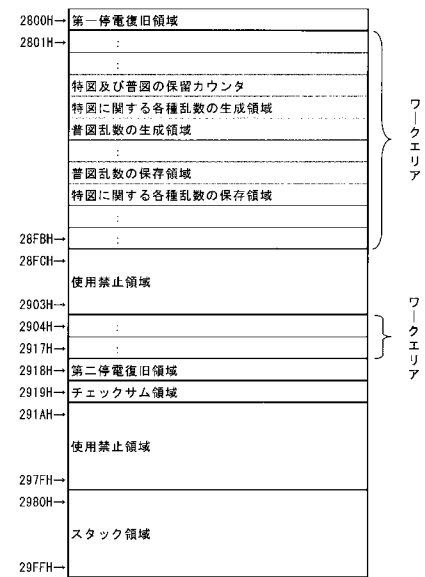 2800H→ 第一停電復旧領域
2801H→ :
:
特図及び普図の保留カウンタ
特図に関する各種乱数の生成領域
普図乱数の生成領域
:
普図乱数の保存領域
特図に関する各種乱数の保存領域
:
28FBH→ :
ワークエリア
28FCH→
使用禁止領域
2903H→
2904H→ :
2917H→ :
ワークエリア
2918H→ 第二停電復旧領域
2919H→ チェックサム領域
291AH→
使用禁止領域
297FH→
2980H→
スタック領域
29FFH→